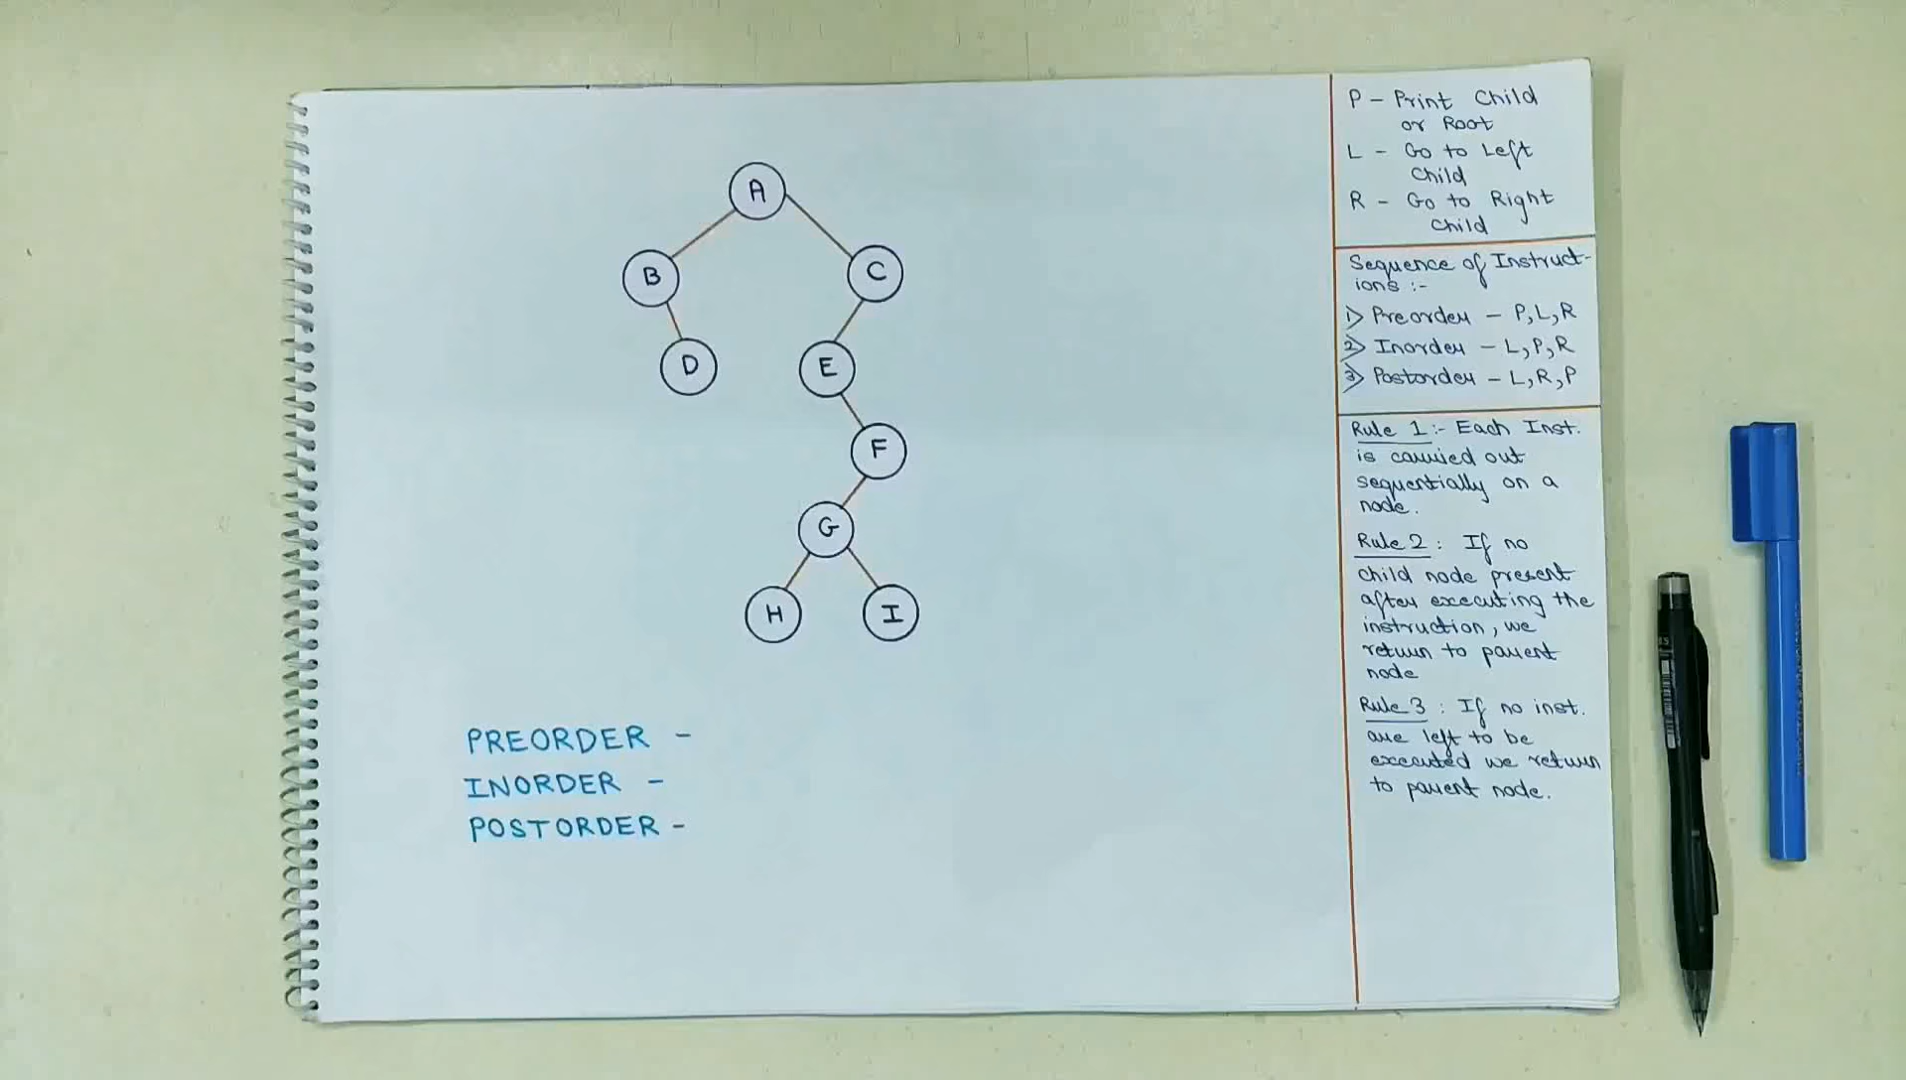 A
B
C
D
E
F
G
H
I
PREORDER -
INORDER -
POSTORDER -
P - Print Child
or Root
L - Go to Left
Child
R - Go to Right
Child
Sequence of Instruct-
ions :-
1> Preorder - P,L,R
2> Inorder - L,P,R
3> Postorder - L,R,P
Rule 1 :- Each Inst.
is carried out
sequentially on a
node.
Rule 2 : If no
child node present
after executing the
instruction, we
return to parent
node
Rule 3 : If no inst.
are left to be
executed we return
to parent node.